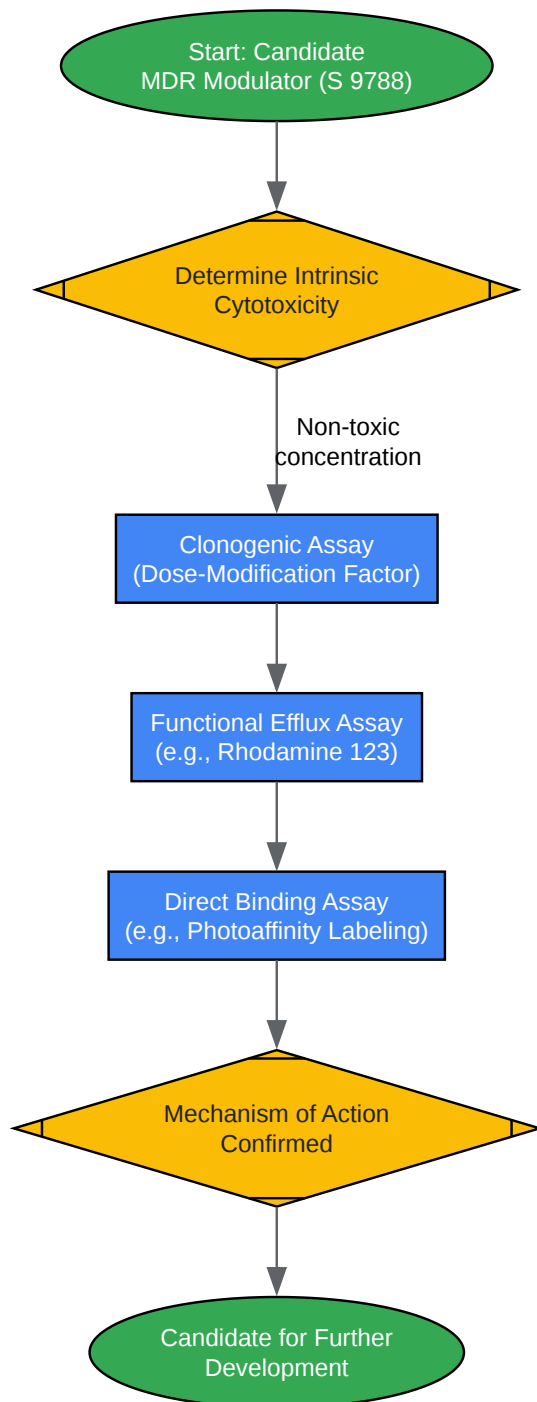 Start: Candidate
MDR Modulator (S 9788)
Determine Intrinsic
Cytotoxicity
Non-toxic
concentration
Clonogenic Assay
(Dose-Modification Factor)
Functional Efflux Assay
(e.g., Rhodamine 123)
Direct Binding Assay
(e.g., Photoaffinity Labeling)
Mechanism of Action
Confirmed
Candidate for Further
Development